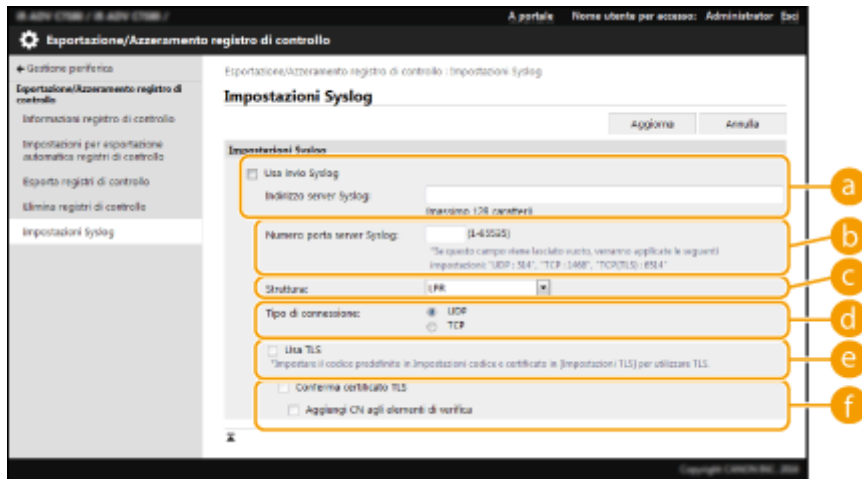 A portale Nome utente per accesso: Administrator Esci
Esportazione/Azzeramento registro di controllo
Gestione periferica
Esportazione/Azzeramento registro di controllo : Impostazioni Syslog
Esportazione/Azzeramento registro di
controllo
Informazioni registro di controllo
Impostazioni per esportazione
automatica registri di controllo
Esporta registri di controllo
Elimina registri di controllo
Impostazioni Syslog
Impostazioni Syslog
Aggiorna Annulla
Impostazioni Syslog
Usa invio Syslog
Indirizzo server Syslog:
(massimo 128 caratteri)
a
Numero porta server Syslog: (1-65535)
*Se questo campo viene lasciato vuoto, verranno applicate le seguenti
impostazioni: "UDP : 514", "TCP : 1468", "TCP(TLS) : 6514"
b
Struttura: LPR
c
Tipo di connessione: UDP
TCP
d
Usa TLS
*Impostare il codice predefinito in Impostazioni codice e certificato in [Impostazioni TLS] per utilizzare TLS.
e
Conferma certificato TLS
Aggiungi CN agli elementi di verifica
f
Copyright CANON INC. 2016